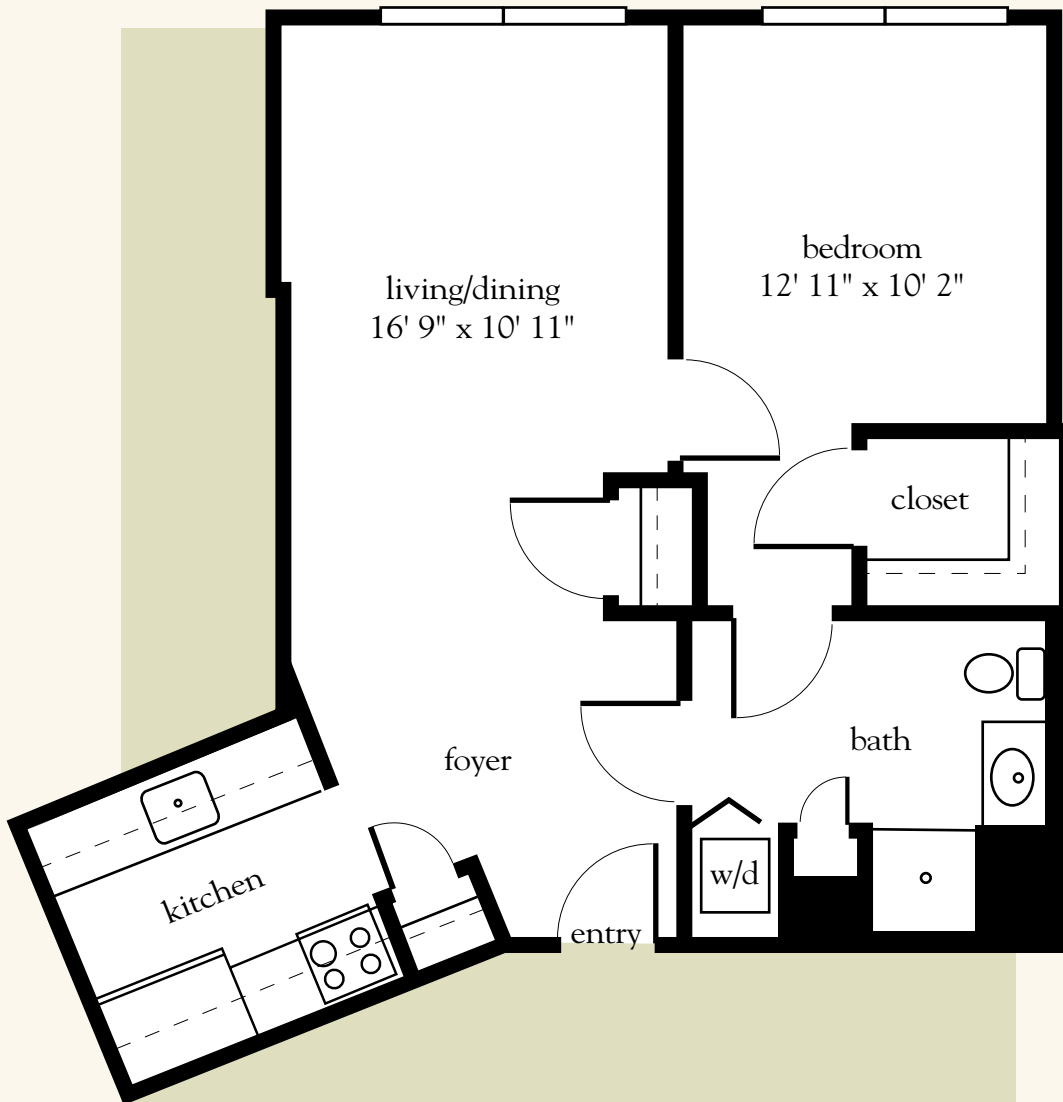 bedroom
12' 11" x 10' 2"
living/dining
16' 9" x 10' 11"
closet
foyer
bath
kitchen
w/d
entry